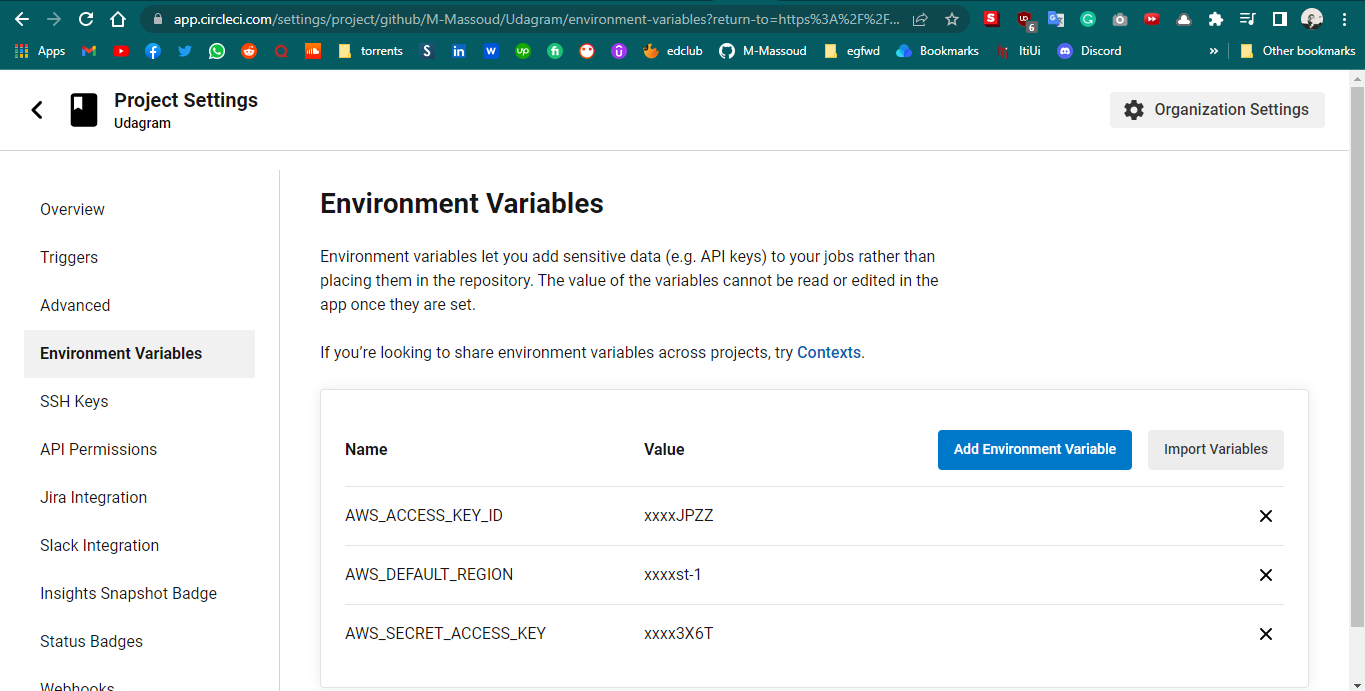 app.circleci.com/settings/project/github/M-Massoud/Udagram/environment-variables?return-to=https%3A%2F%2F...
S
6
Apps
torrents
S
in
W
up
fi
edclub
M-Massoud
egfwd
Bookmarks
ItiUi
Discord
»
Other bookmarks
Project Settings
Udagram
Organization Settings
Overview
Triggers
Advanced
Environment Variables
SSH Keys
API Permissions
Jira Integration
Slack Integration
Insights Snapshot Badge
Status Badges
Webhooks
Environment Variables
Environment variables let you add sensitive data (e.g. API keys) to your jobs rather than
placing them in the repository. The value of the variables cannot be read or edited in the
app once they are set.
If you’re looking to share environment variables across projects, try Contexts.
Name Value Add Environment Variable Import Variables
AWS_ACCESS_KEY_ID xxxxJPZZ
AWS_DEFAULT_REGION xxxxst-1
AWS_SECRET_ACCESS_KEY xxxx3X6T